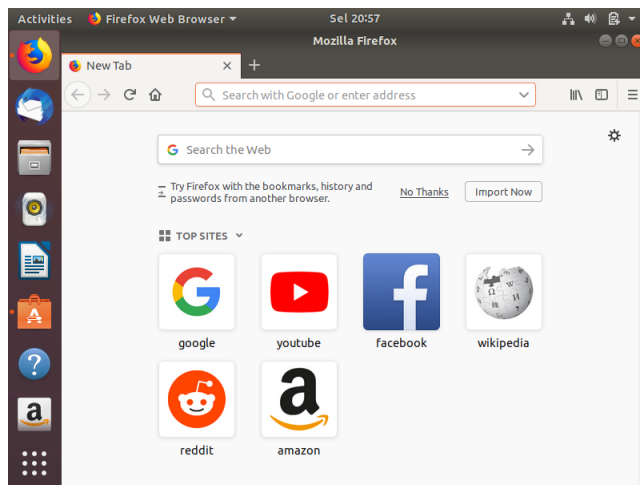 Activities Firefox Web Browser Sel 20:57
Mozilla Firefox
New Tab
Search with Google or enter address
Search the Web
Try Firefox with the bookmarks, history and
passwords from another browser.
No Thanks
Import Now
TOP SITES
google youtube facebook wikipedia
reddit amazon